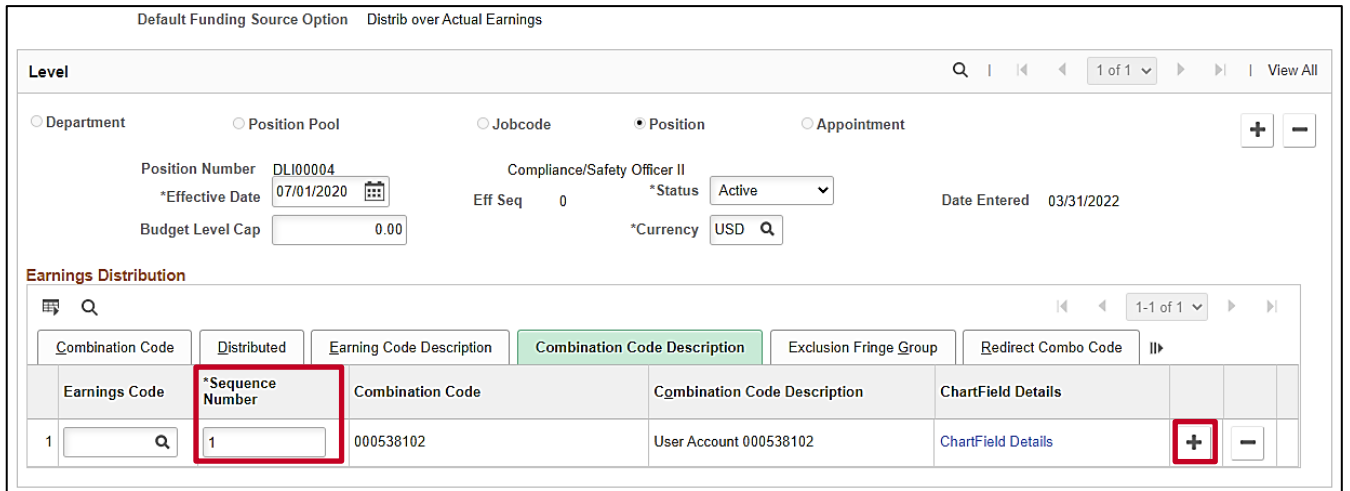 Default Funding Source Option Distrib over Actual Earnings
Level 1 of 1 View All
Department Position Pool Jobcode Position Appointment
Position Number DLI00004 Compliance/Safety Officer II
*Effective Date 07/01/2020 Eff Seq 0 *Status Active Date Entered 03/31/2022
Budget Level Cap 0.00 *Currency USD
Earnings Distribution
1-1 of 1
Combination Code Distributed Earning Code Description Combination Code Description Exclusion Fringe Group Redirect Combo Code
Earnings Code *Sequence Number Combination Code Combination Code Description ChartField Details
1 1 000538102 User Account 000538102 ChartField Details